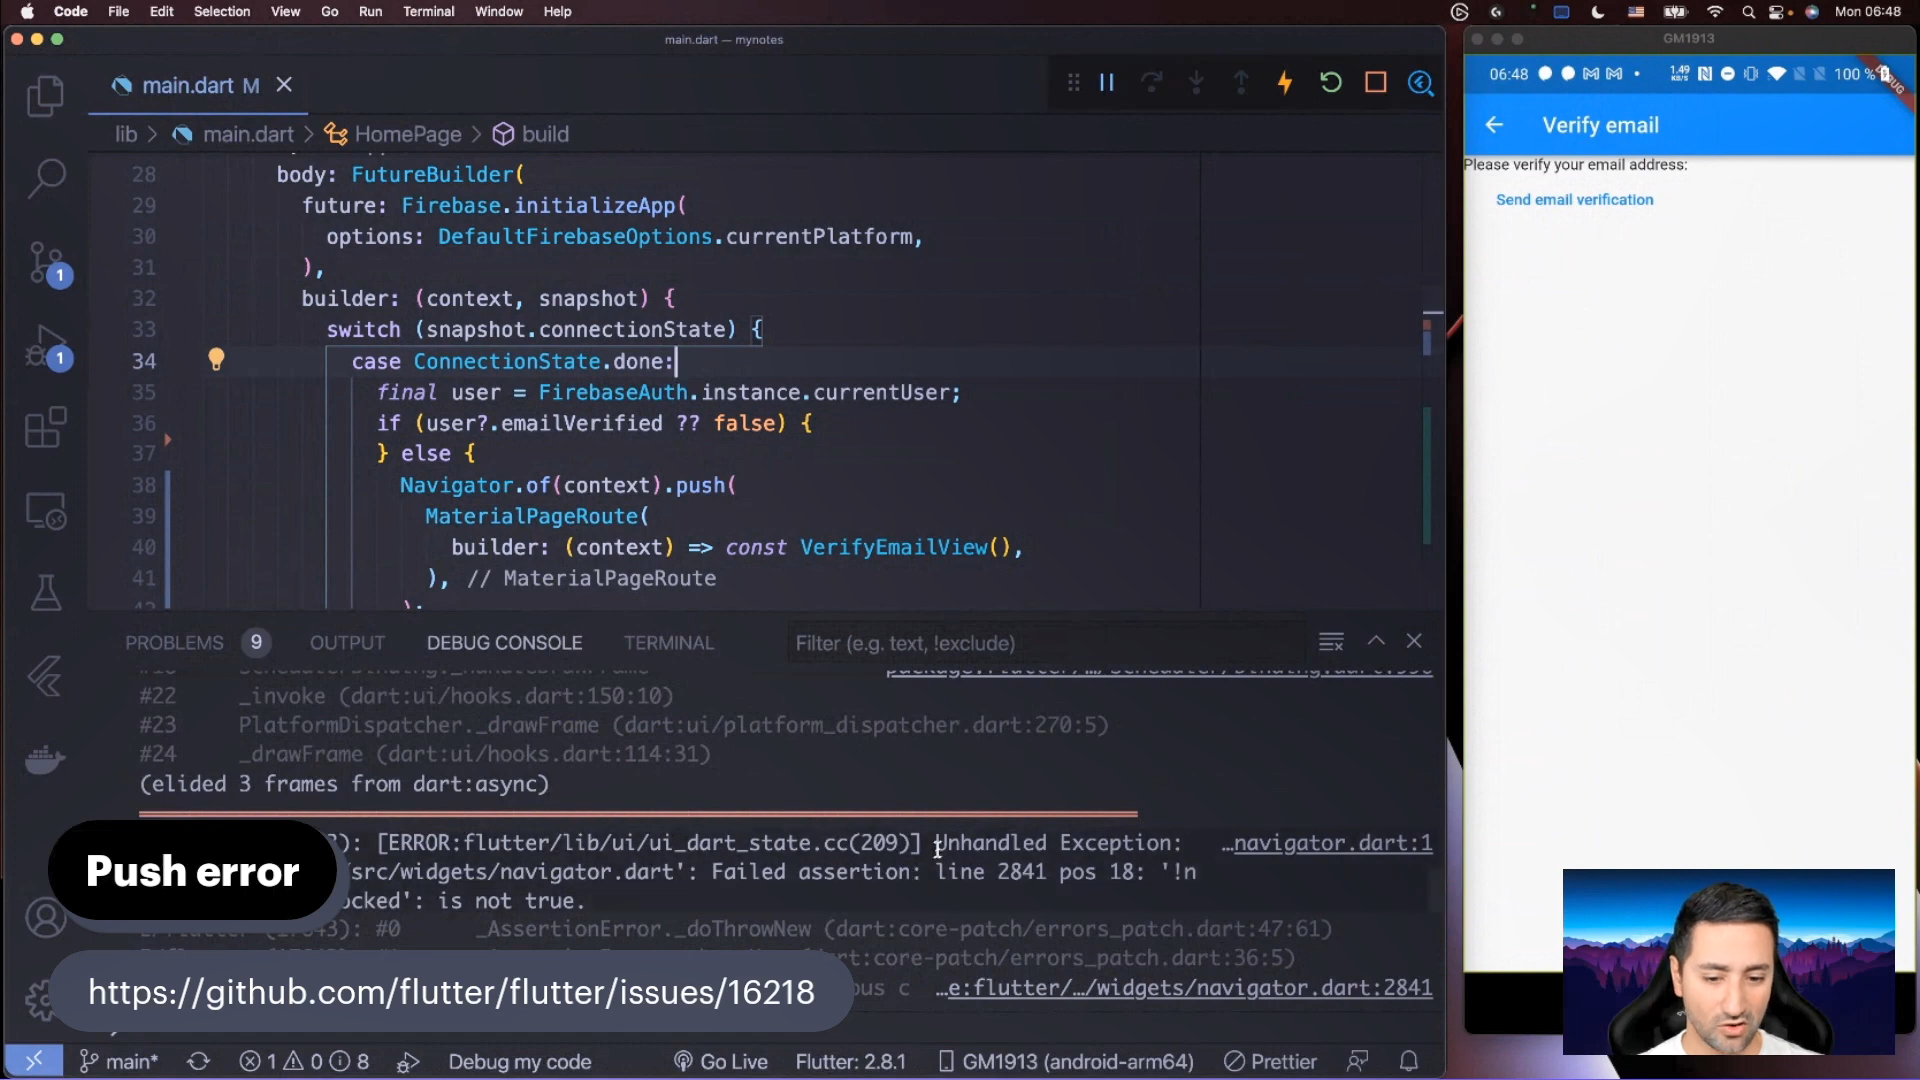 Code File Edit Selection View Go Run Terminal Window Help
Mon 06:48
main.dart — mynotes
GM1913
main.dart M
lib > main.dart > HomePage > build
28 body: FutureBuilder(
29 future: Firebase.initializeApp(
30 options: DefaultFirebaseOptions.currentPlatform,
31 ),
32 builder: (context, snapshot) {
33 switch (snapshot.connectionState) {
34 case ConnectionState.done:
35 final user = FirebaseAuth.instance.currentUser;
36 if (user?.emailVerified ?? false) {
37 } else {
38 Navigator.of(context).push(
39 MaterialPageRoute(
40 builder: (context) => const VerifyEmailView(),
41 ), // MaterialPageRoute
1
1
PROBLEMS 9 OUTPUT DEBUG CONSOLE TERMINAL Filter (e.g. text, !exclude)
#22 _invoke (dart:ui/hooks.dart:150:10)
#23 PlatformDispatcher._drawFrame (dart:ui/platform_dispatcher.dart:270:5)
#24 _drawFrame (dart:ui/hooks.dart:114:31)
(elided 3 frames from dart:async)
): [ERROR:flutter/lib/ui/ui_dart_state.cc(209)] Unhandled Exception: …navigator.dart:1
src/widgets/navigator.dart': Failed assertion: line 2841 pos 18: '!n
ocked': is not true.
): #0 _AssertionError._doThrowNew (dart:core-patch/errors_patch.dart:47:61)
rt:core-patch/errors_patch.dart:36:5)
ous c …e:flutter/…/widgets/navigator.dart:2841
Push error
https://github.com/flutter/flutter/issues/16218
main* 1 0 8 Debug my code Go Live Flutter: 2.8.1 GM1913 (android-arm64) Prettier
06:48 1.49 KB/S 100 %
Verify email
Please verify your email address:
Send email verification